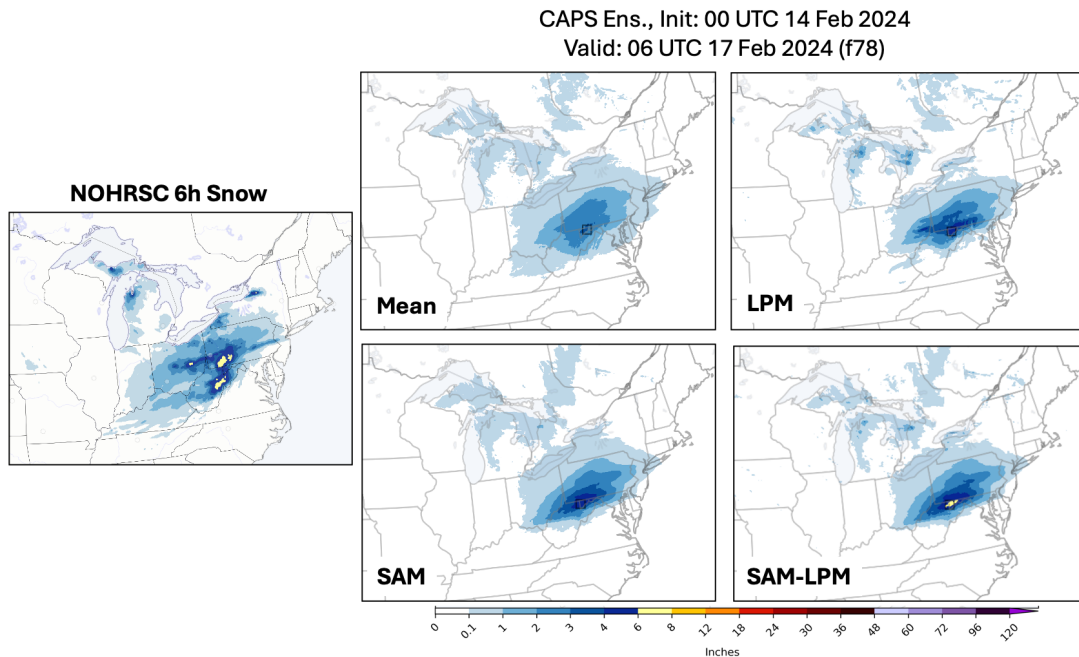 CAPS Ens., Init: 00 UTC 14 Feb 2024
Valid: 06 UTC 17 Feb 2024 (f78)
NOHRSC 6h Snow
Mean
LPM
SAM
SAM-LPM
0 0.1 1 2 3 4 6 8 12 18 24 30 36 48 60 72 96 120
Inches